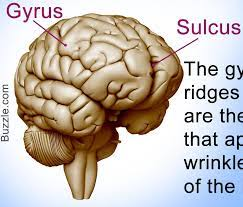 Gyrus
Sulcus
The gy
ridges
are the
that ap
wrinkle
of the
Buzzle.com